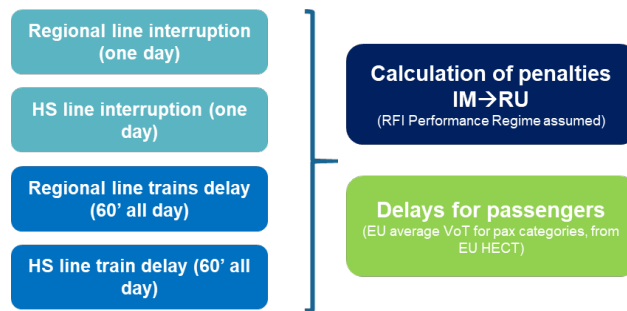 Regional line interruption
(one day)
HS line interruption (one
day)
Regional line trains delay
(60’ all day)
HS line train delay (60’ all
day)
Calculation of penalties
IM→RU
(RFI Performance Regime assumed)
Delays for passengers
(EU average VoT for pax categories, from
EU HECT)